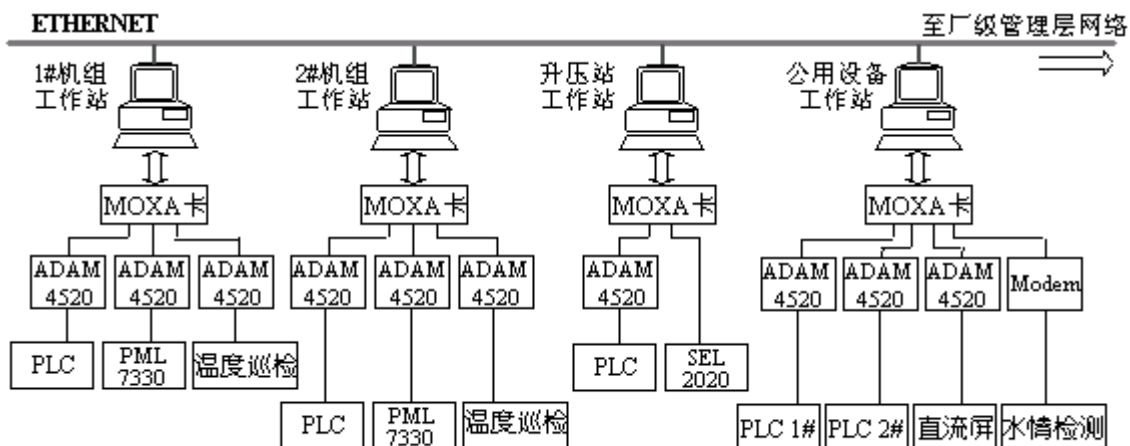 ETHERNET
至厂级管理层网络
1#机组
工作站
2#机组
工作站
升压站
工作站
公用设备
工作站
MOXA卡
MOXA卡
MOXA卡
MOXA卡
ADAM
4520
ADAM
4520
ADAM
4520
ADAM
4520
ADAM
4520
ADAM
4520
ADAM
4520
ADAM
4520
ADAM
4520
ADAM
4520
Modem
PLC
PML
7330
温度巡检
PLC
SEL
2020
PLC
PML
7330
温度巡检
PLC 1#
PLC 2#
直流屏
水情检测